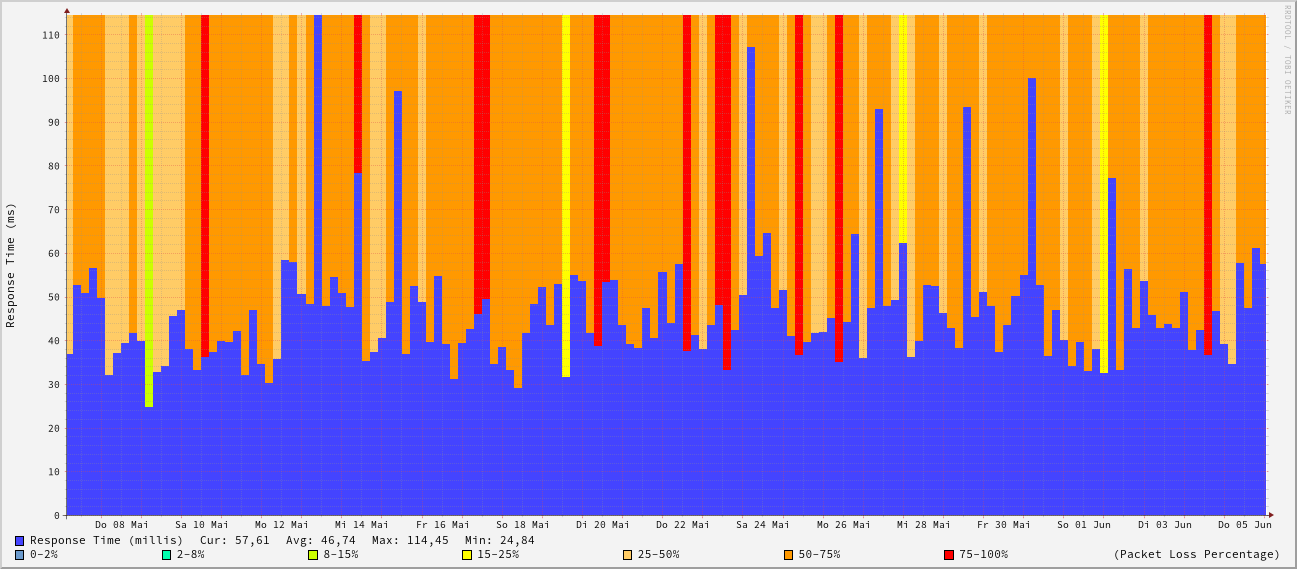 RRDTOOL / TOBI OETIKER
Response Time (ms)
110
100
90
80
70
60
50
40
30
20
10
0
Do 08 Mai Sa 10 Mai Mo 12 Mai Mi 14 Mai Fr 16 Mai So 18 Mai Di 20 Mai Do 22 Mai Sa 24 Mai Mo 26 Mai Mi 28 Mai Fr 30 Mai So 01 Jun Di 03 Jun Do 05 Jun
Response Time (millis) Cur: 57,61 Avg: 46,74 Max: 114,45 Min: 24,84
0-2% 2-8% 8-15% 15-25% 25-50% 50-75% 75-100% (Packet Loss Percentage)